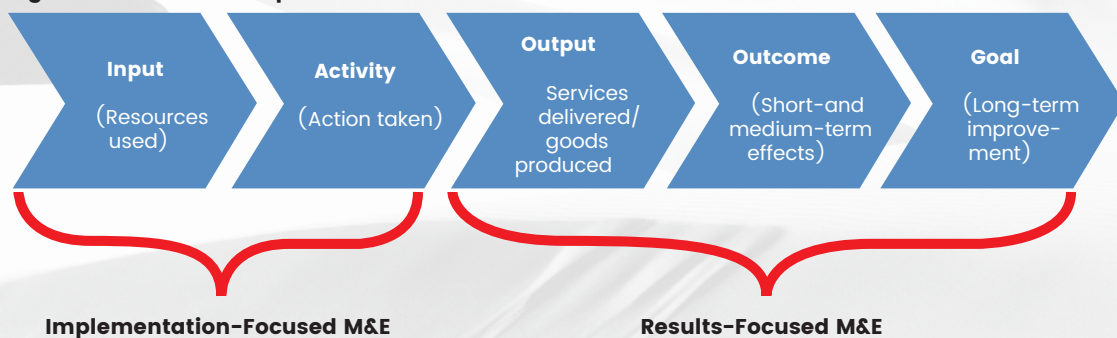 Input
(Resources
used)
Activity
(Action taken)
Output
Services
delivered/
goods
produced
Outcome
(Short-and
medium-term
effects)
Goal
(Long-term
improve-
ment)
Implementation-Focused M&E
Results-Focused M&E